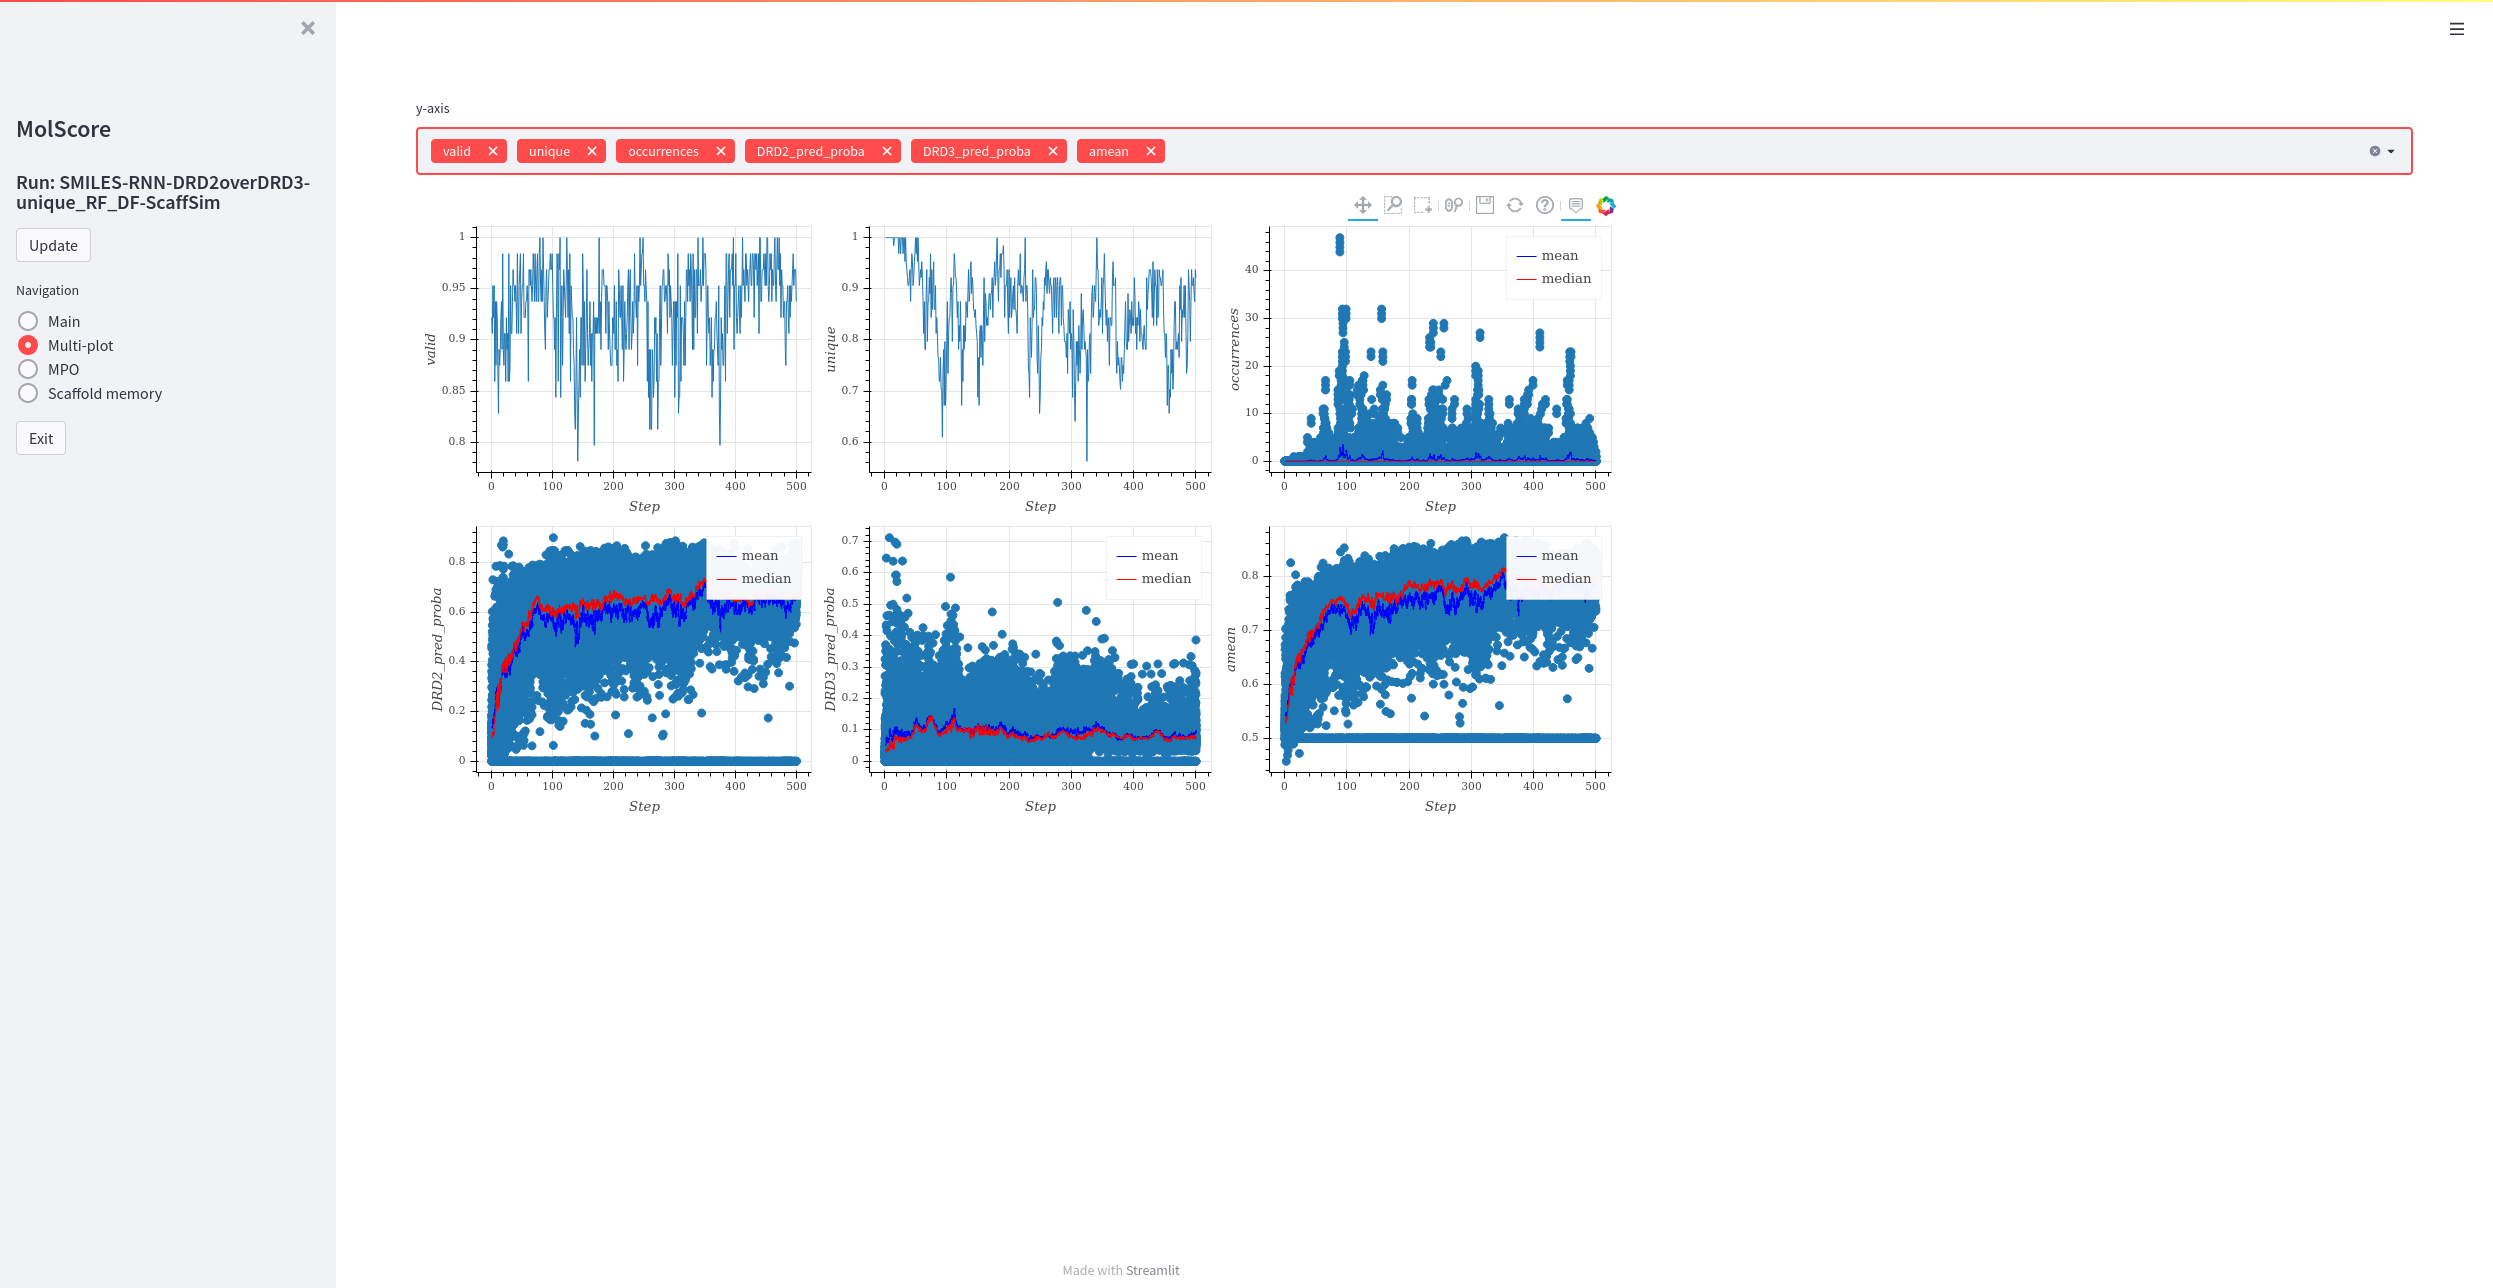 MolScore
Run: SMILES-RNN-DRD2overDRD3-
unique_RF_DF-ScaffSim
Update
Navigation
Main
Multi-plot
MPO
Scaffold memory
Exit
y-axis
valid unique occurrences DRD2_pred_proba DRD3_pred_proba amean
valid
1
0.95
0.9
0.85
0.8
0 100 200 300 400 500
Step
unique
1
0.9
0.8
0.7
0.6
0 100 200 300 400 500
Step
occurrences
40
30
20
10
0
mean
median
0 100 200 300 400 500
Step
DRD2_pred_proba
0.8
0.6
0.4
0.2
0
mean
median
0 100 200 300 400 500
Step
DRD3_pred_proba
0.7
0.6
0.5
0.4
0.3
0.2
0.1
0
mean
median
0 100 200 300 400 500
Step
amean
0.8
0.7
0.6
0.5
mean
median
0 100 200 300 400 500
Step
Made with Streamlit